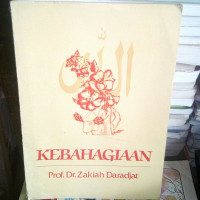 KEBAHAGIAAN
Prof. Dr. Zakiah Daradjat